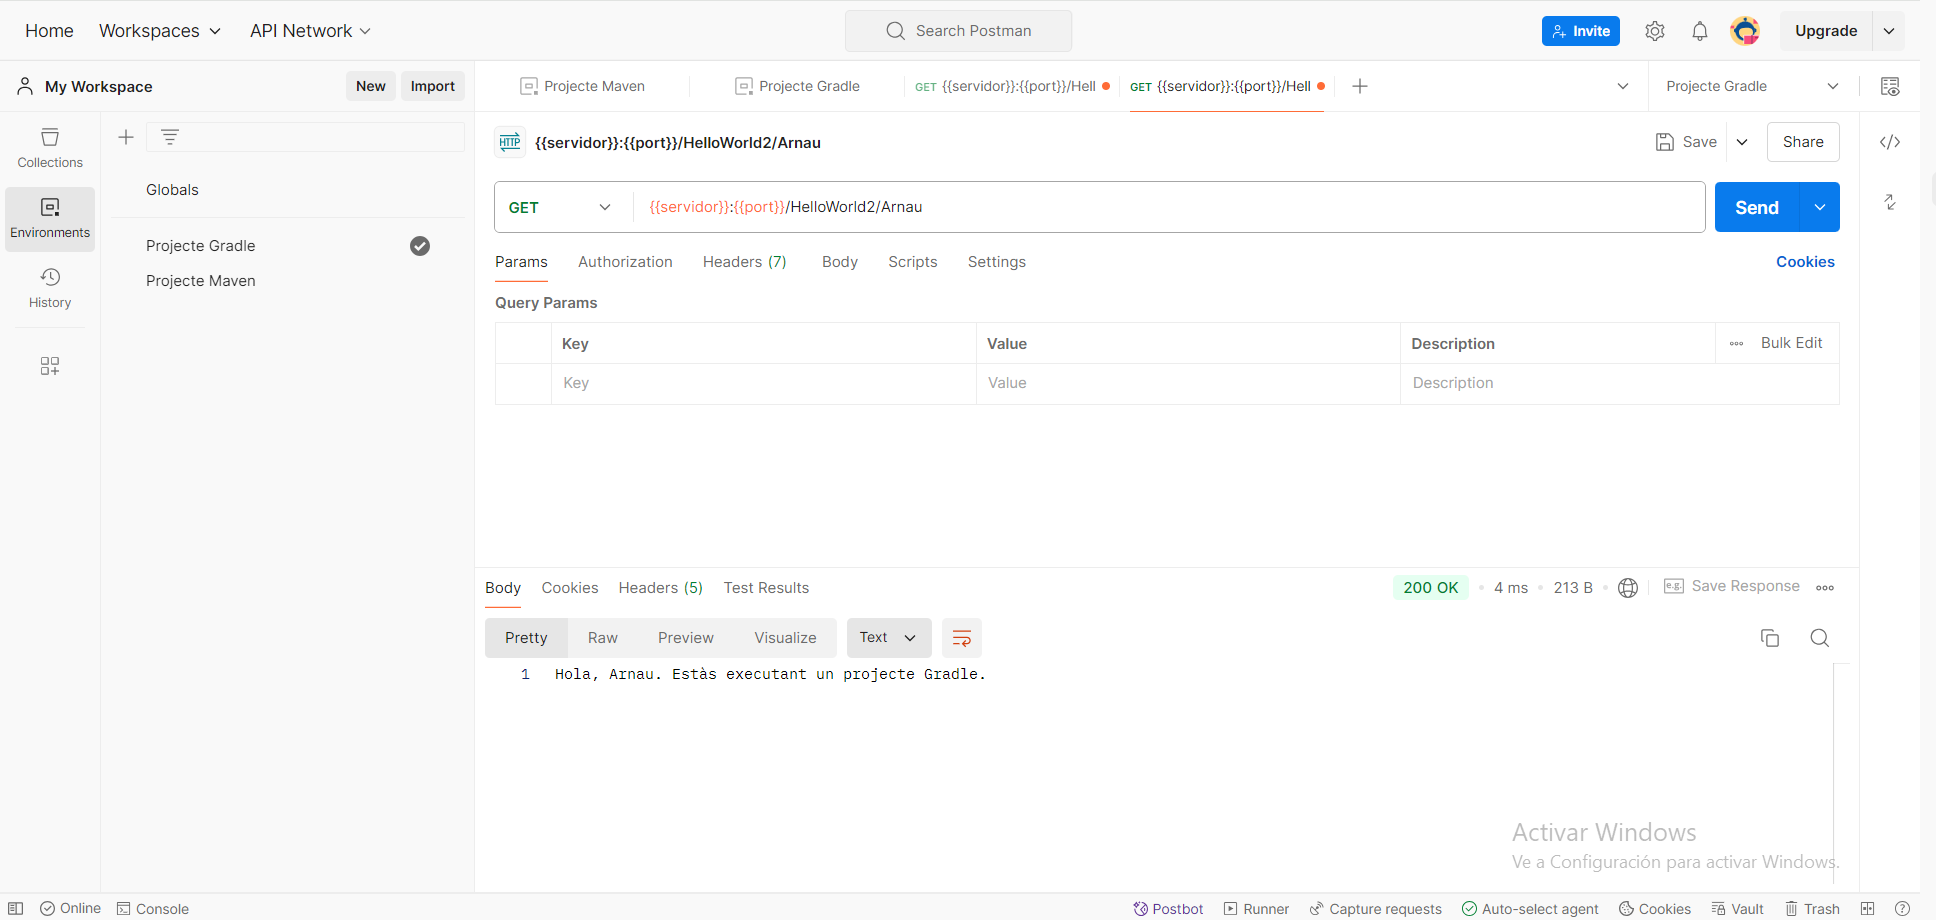 Home Workspaces API Network Search Postman Invite Upgrade
My Workspace New Import Projecte Maven Projecte Gradle GET {{servidor}}:{{port}}/Hell GET {{servidor}}:{{port}}/Hell Projecte Gradle
Collections
Environments
History
Globals
Projecte Gradle
Projecte Maven
HTTP {{servidor}}:{{port}}/HelloWorld2/Arnau Save Share
GET {{servidor}}:{{port}}/HelloWorld2/Arnau Send
Params Authorization Headers (7) Body Scripts Settings Cookies
Query Params
Key Value Description Bulk Edit
Key Value Description
Body Cookies Headers (5) Test Results 200 OK 4 ms 213 B e.g. Save Response
Pretty Raw Preview Visualize Text
1 Hola, Arnau. Estàs executant un projecte Gradle.
Activar Windows
Ve a Configuración para activar Windows.
Online Console Postbot Runner Capture requests Auto-select agent Cookies Vault Trash